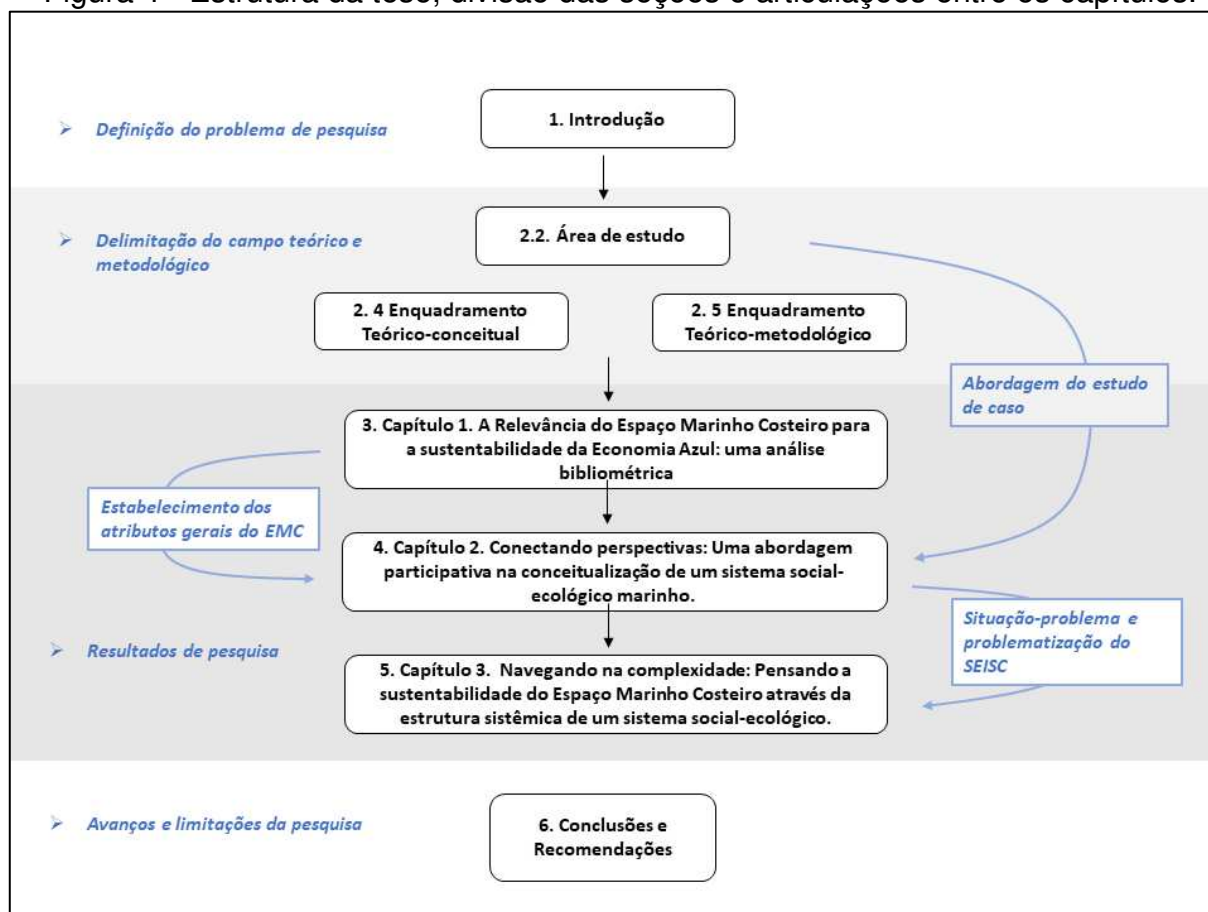 Figura 4 - Estrutura da tese, divisão das seções e articulações entre os capítulos.
➢ Definição do problema de pesquisa
1. Introdução
➢ Delimitação do campo teórico e
metodológico
2.2. Área de estudo
2. 4 Enquadramento
Teórico-conceitual
2. 5 Enquadramento
Teórico-metodológico
Abordagem do estudo
de caso
3. Capítulo 1. A Relevância do Espaço Marinho Costeiro para
a sustentabilidade da Economia Azul: uma análise
bibliométrica
Estabelecimento dos
atributos gerais do EMC
4. Capítulo 2. Conectando perspectivas: Uma abordagem
participativa na conceitualização de um sistema social-
ecológico marinho.
Situação-problema e
problematização do
SEISC
➢ Resultados de pesquisa
5. Capítulo 3. Navegando na complexidade: Pensando a
sustentabilidade do Espaço Marinho Costeiro através da
estrutura sistêmica de um sistema social-ecológico.
➢ Avanços e limitações da pesquisa
6. Conclusões e
Recomendações